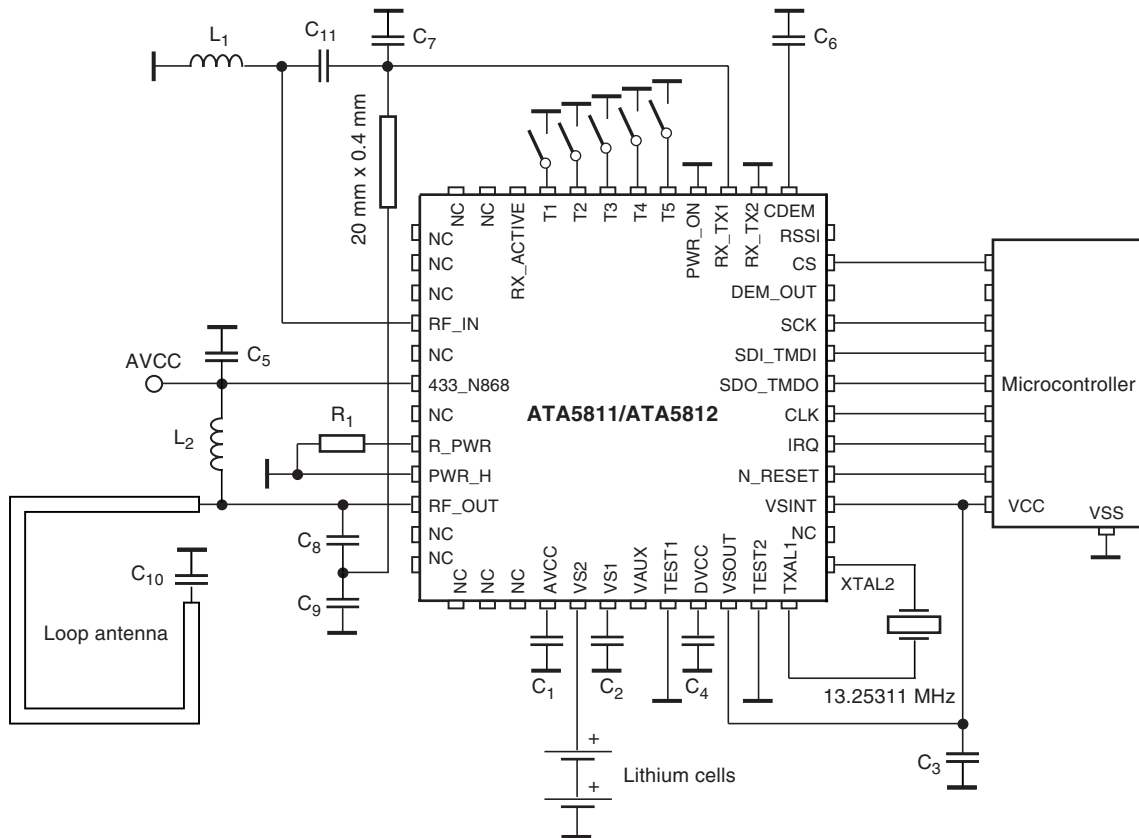 L1
C11
C7
C6
20 mm x 0.4 mm
NC
NC
RX_ACTIVE
T1
T2
T3
T4
T5
PWR_ON
RX_TX1
RX_TX2
CDEM
NC
RSSI
NC
CS
NC
DEM_OUT
RF_IN
SCK
C5
NC
SDI_TMDI
AVCC
433_N868
SDO_TMDO
Microcontroller
ATA5811/ATA5812
NC
CLK
L2
R1
R_PWR
IRQ
PWR_H
N_RESET
RF_OUT
VSINT
VCC
VSS
C8
NC
NC
C10
NC
XTAL2
C9
NC
NC
NC
AVCC
VS2
VS1
VAUX
TEST1
DVCC
VSOUT
TEST2
TXAL1
Loop antenna
C1
C2
C4
13.25311 MHz
+
Lithium cells
+
C3